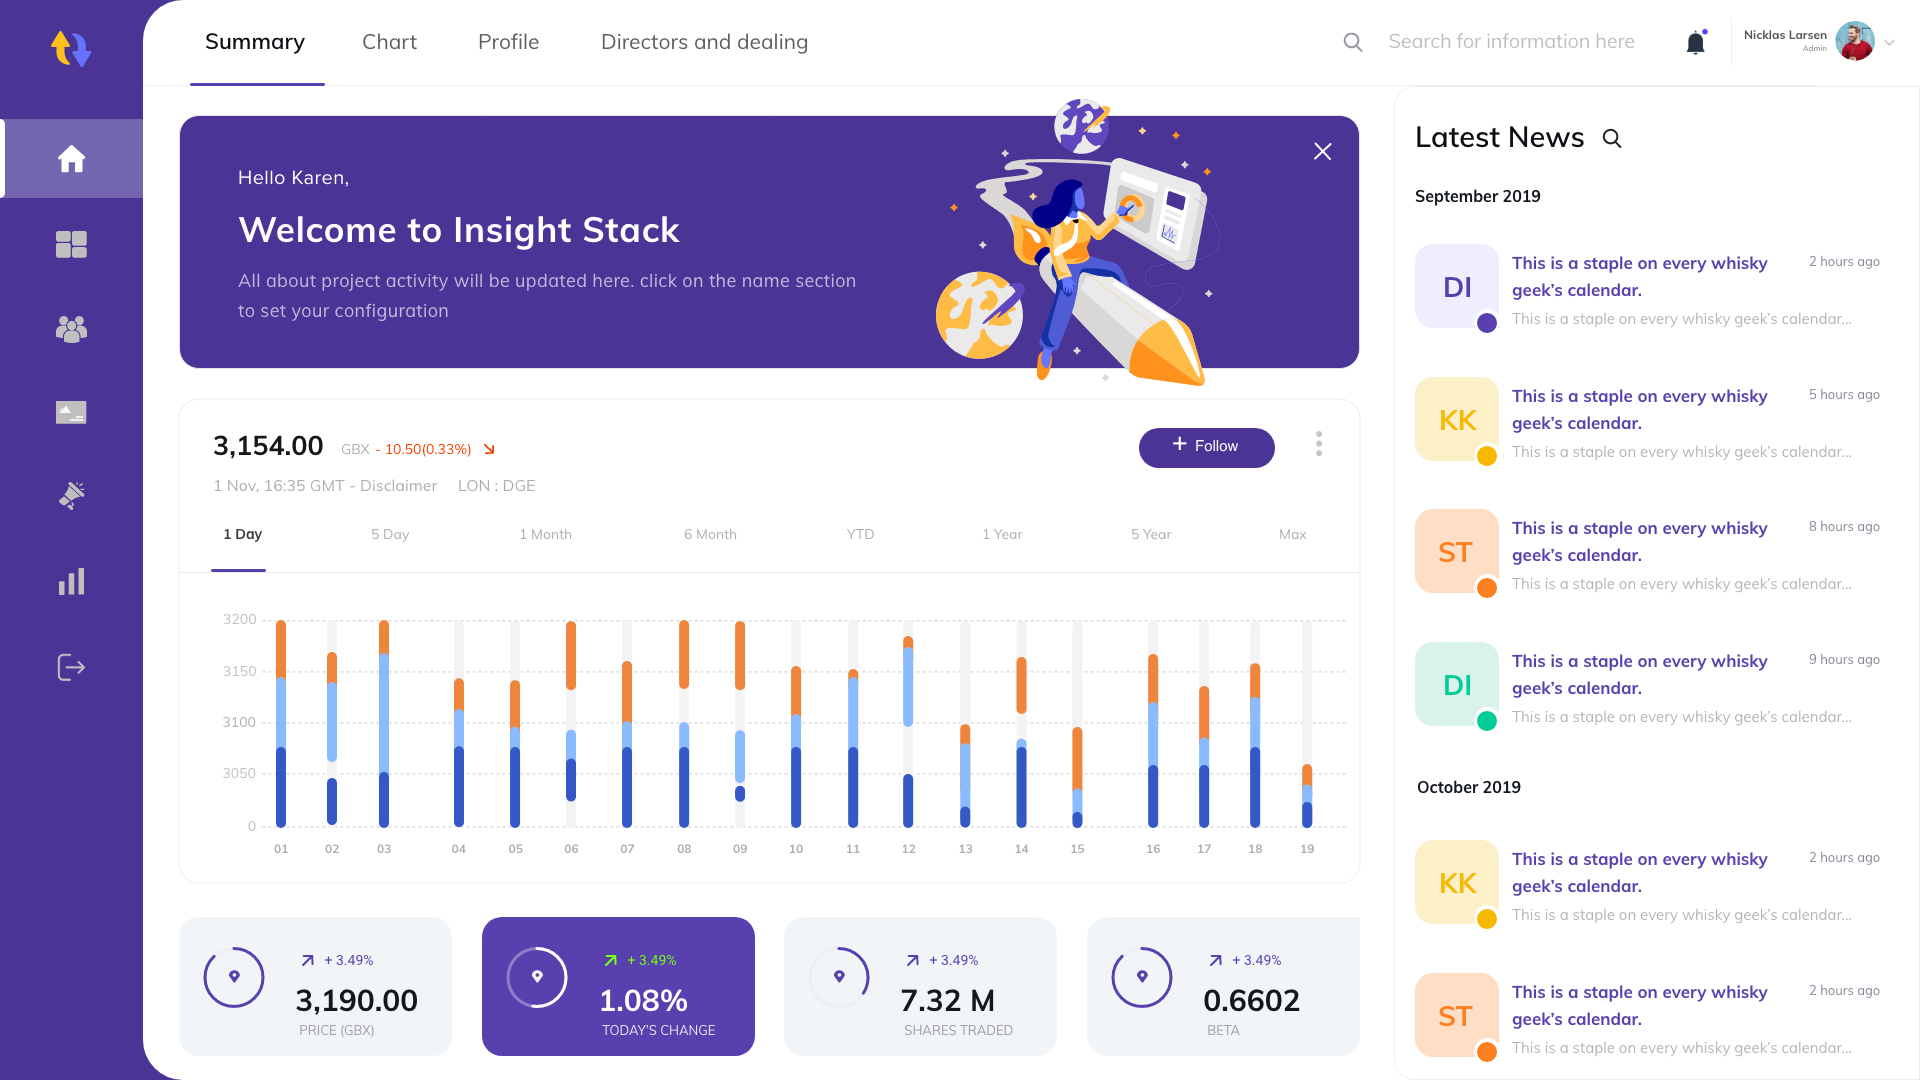 Summary
Chart
Profile
Directors and dealing
Search for information here
Nicklas Larsen
Admin
Hello Karen,
Welcome to Insight Stack
All about project activity will be updated here. click on the name section
to set your configuration
3,154.00
GBX - 10.50(0.33%)
Follow
1 Nov, 16:35 GMT - Disclaimer
LON : DGE
1 Day
5 Day
1 Month
6 Month
YTD
1 Year
5 Year
Max
3200
3150
3100
3050
0
01 02 03 04 05 06 07 08 09 10 11 12 13 14 15 16 17 18 19
+ 3.49%
3,190.00
PRICE (GBX)
+ 3.49%
1.08%
TODAY'S CHANGE
+ 3.49%
7.32 M
SHARES TRADED
+ 3.49%
0.6602
BETA
Latest News
September 2019
DI
This is a staple on every whisky
geek's calendar.
2 hours ago
This is a staple on every whisky geek's calendar...
KK
This is a staple on every whisky
geek's calendar.
5 hours ago
This is a staple on every whisky geek's calendar...
ST
This is a staple on every whisky
geek's calendar.
8 hours ago
This is a staple on every whisky geek's calendar...
DI
This is a staple on every whisky
geek's calendar.
9 hours ago
This is a staple on every whisky geek's calendar...
October 2019
KK
This is a staple on every whisky
geek's calendar.
2 hours ago
This is a staple on every whisky geek's calendar...
ST
This is a staple on every whisky
geek's calendar.
2 hours ago
This is a staple on every whisky geek's calendar...